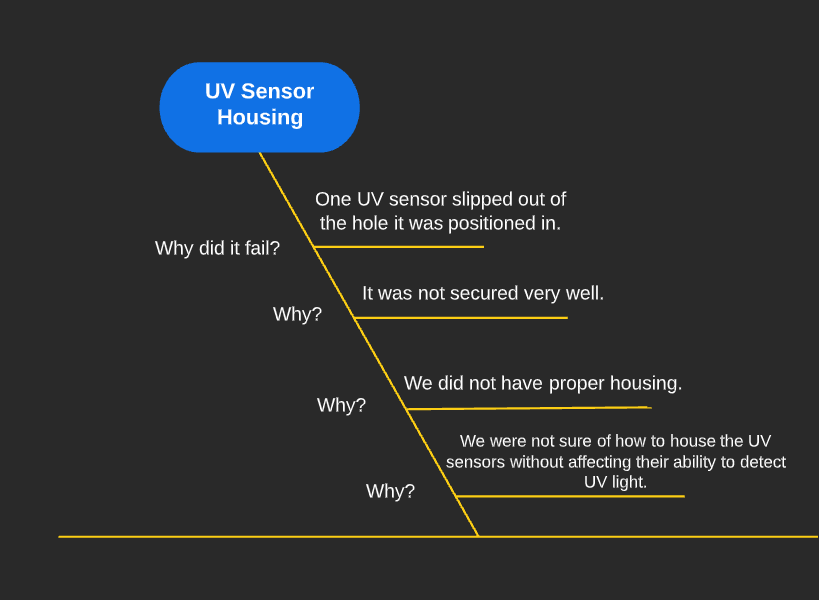 UV Sensor
Housing
One UV sensor slipped out of
the hole it was positioned in.
Why did it fail?
It was not secured very well.
Why?
We did not have proper housing.
Why?
We were not sure of how to house the UV
sensors without affecting their ability to detect
UV light.
Why?